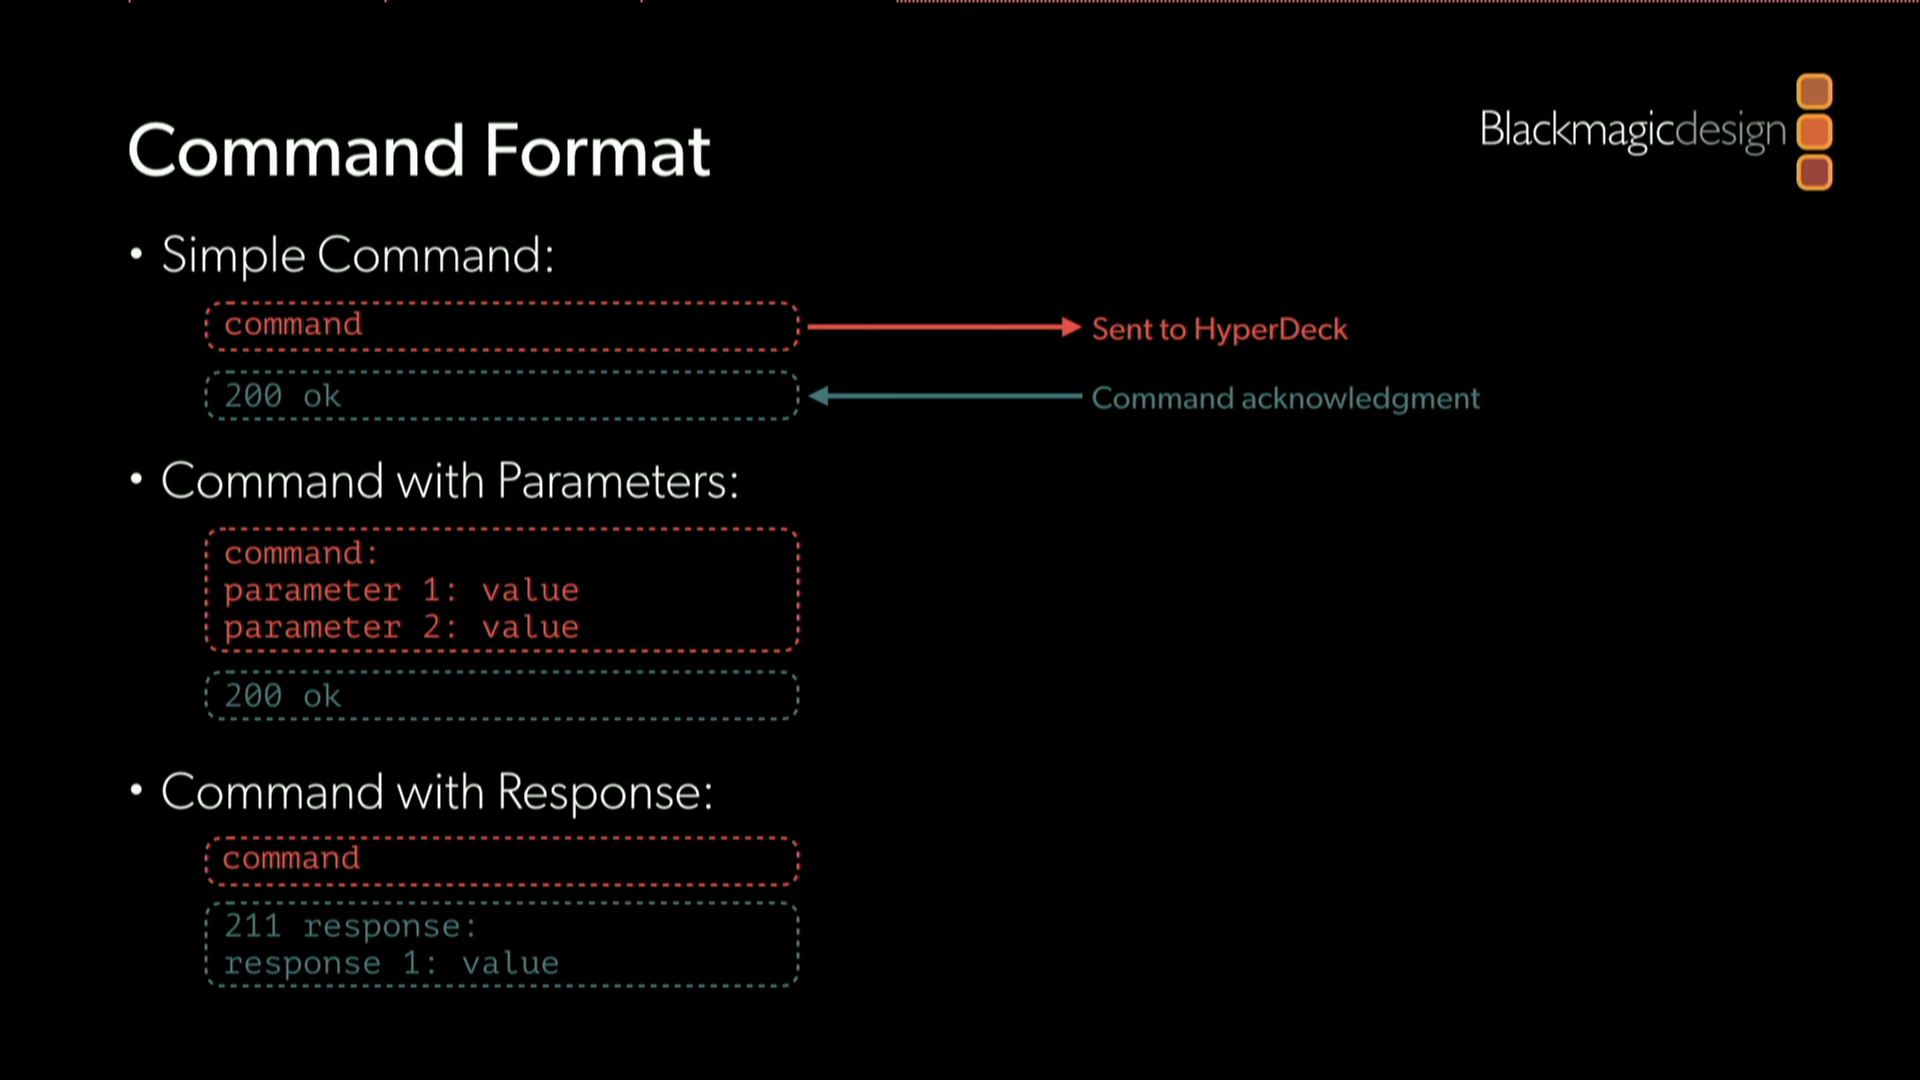 Command Format
Blackmagicdesign
• Simple Command:
command
Sent to HyperDeck
200 ok
Command acknowledgment
• Command with Parameters:
command:
parameter 1: value
parameter 2: value
200 ok
• Command with Response:
command
211 response:
response 1: value